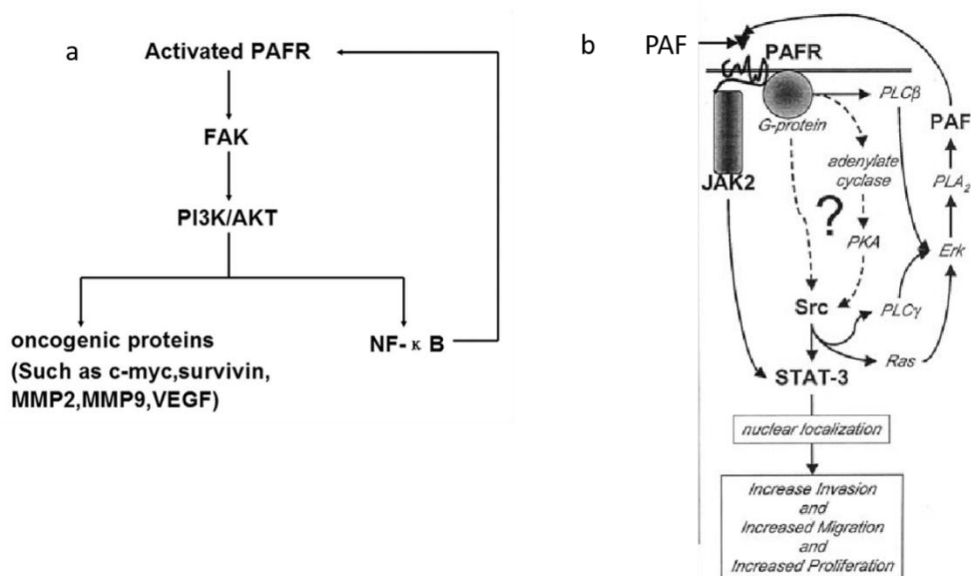 a
Activated PAFR
FAK
PI3K/AKT
oncogenic proteins
(Such as c-myc,survivin,
MMP2,MMP9,VEGF)
NF-κ B
b
PAF
PAFR
G-protein
PLCβ
JAK2
adenylate
cyclase
?
PKA
PAF
PLA2
Erk
Src
PLCγ
Ras
STAT-3
nuclear localization
Increase Invasion
and
Increased Migration
and
Increased Proliferation